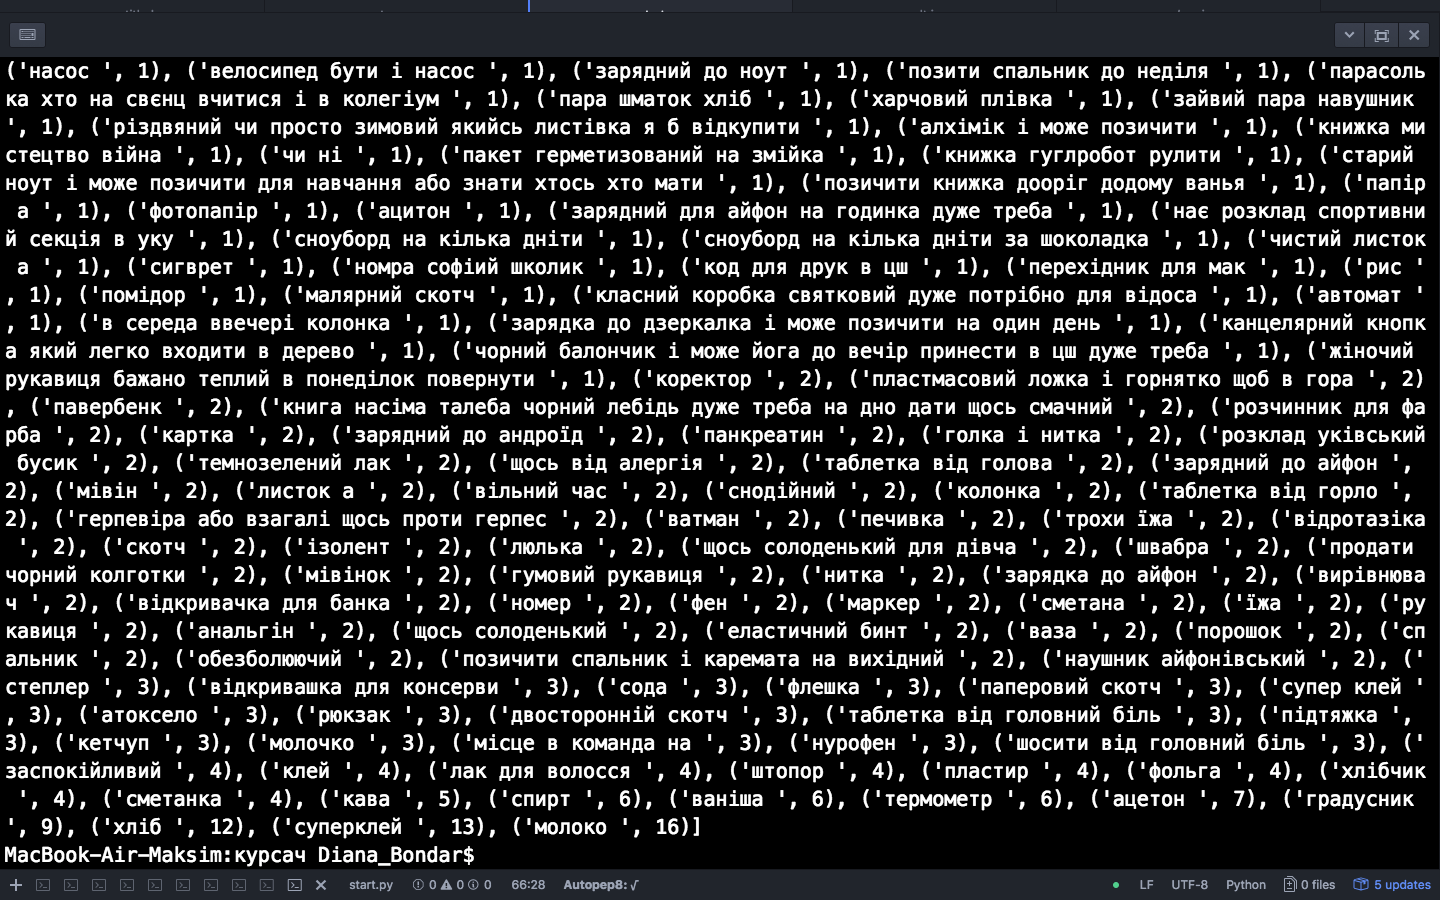 ('насос ', 1), ('велосипед бути і насос ', 1), ('зарядний до ноут ', 1), ('позити спальник до неділя ', 1), ('парасоль
ка хто на свєнц вчитися і в колегіум ', 1), ('пара шматок хліб ', 1), ('харчовий плівка ', 1), ('зайвий пара навушник
', 1), ('різдвяний чи просто зимовий якийсь листівка я б відкупити ', 1), ('алхімік і може позичити ', 1), ('книжка ми
стецтво війна ', 1), ('чи ні ', 1), ('пакет герметизований на змійка ', 1), ('книжка гуглробот рулити ', 1), ('старий
ноут і може позичити для навчання або знати хтось хто мати ', 1), ('позичити книжка дооріг додому ванья ', 1), ('папір
а ', 1), ('фотопапір ', 1), ('ацитон ', 1), ('зарядний для айфон на годинка дуже треба ', 1), ('нає розклад спортивни
й секція в уку ', 1), ('сноуборд на кілька дніти ', 1), ('сноуборд на кілька дніти за шоколадка ', 1), ('чистий листок
а ', 1), ('сигврет ', 1), ('номра софіий школик ', 1), ('код для друк в цш ', 1), ('перехідник для мак ', 1), ('рис '
, 1), ('помідор ', 1), ('малярний скотч ', 1), ('класний коробка святковий дуже потрібно для відоса ', 1), ('автомат '
, 1), ('в середа ввечері колонка ', 1), ('зарядка до дзеркалка і може позичити на один день ', 1), ('канцелярний кнопк
а який легко входити в дерево ', 1), ('чорний балончик і може йога до вечір принести в цш дуже треба ', 1), ('жіночий
рукавиця бажано теплий в понеділок повернути ', 1), ('коректор ', 2), ('пластмасовий ложка і горнятко щоб в гора ', 2)
, ('павербенк ', 2), ('книга насіма талеба чорний лебідь дуже треба на дно дати щось смачний ', 2), ('розчинник для фа
рба ', 2), ('картка ', 2), ('зарядний до андроїд ', 2), ('панкреатин ', 2), ('голка і нитка ', 2), ('розклад уківський
бусик ', 2), ('темнозелений лак ', 2), ('щось від алергія ', 2), ('таблетка від голова ', 2), ('зарядний до айфон ',
2), ('мівін ', 2), ('листок а ', 2), ('вільний час ', 2), ('снодійний ', 2), ('колонка ', 2), ('таблетка від горло ',
2), ('герпевіра або взагалі щось проти герпес ', 2), ('ватман ', 2), ('печивка ', 2), ('трохи їжа ', 2), ('відротазіка
', 2), ('скотч ', 2), ('ізолент ', 2), ('люлька ', 2), ('щось солоденький для дівча ', 2), ('швабра ', 2), ('продати
чорний колготки ', 2), ('мівінок ', 2), ('гумовий рукавиця ', 2), ('нитка ', 2), ('зарядка до айфон ', 2), ('вирівнюва
ч ', 2), ('відкривачка для банка ', 2), ('номер ', 2), ('фен ', 2), ('маркер ', 2), ('сметана ', 2), ('їжа ', 2), ('ру
кавиця ', 2), ('анальгін ', 2), ('щось солоденький ', 2), ('еластичний бинт ', 2), ('ваза ', 2), ('порошок ', 2), ('сп
альник ', 2), ('обезболюючий ', 2), ('позичити спальник і каремата на вихідний ', 2), ('наушник айфонівський ', 2), ('
степлер ', 3), ('відкривашка для консерви ', 3), ('сода ', 3), ('флешка ', 3), ('паперовий скотч ', 3), ('супер клей '
, 3), ('атоксело ', 3), ('рюкзак ', 3), ('двосторонній скотч ', 3), ('таблетка від головний біль ', 3), ('підтяжка ',
3), ('кетчуп ', 3), ('молочко ', 3), ('місце в команда на ', 3), ('нурофен ', 3), ('шосити від головний біль ', 3), ('
заспокійливий ', 4), ('клей ', 4), ('лак для волосся ', 4), ('штопор ', 4), ('пластир ', 4), ('фольга ', 4), ('хлібчик
', 4), ('сметанка ', 4), ('кава ', 5), ('спирт ', 6), ('ваніша ', 6), ('термометр ', 6), ('ацетон ', 7), ('градусник
', 9), ('хліб ', 12), ('суперклей ', 13), ('молоко ', 16)]
MacBook-Air-Maksim:курсач Diana_Bondar$
start.py 0 0 0 66:28 Autopep8: √ LF UTF-8 Python 0 files 5 updates